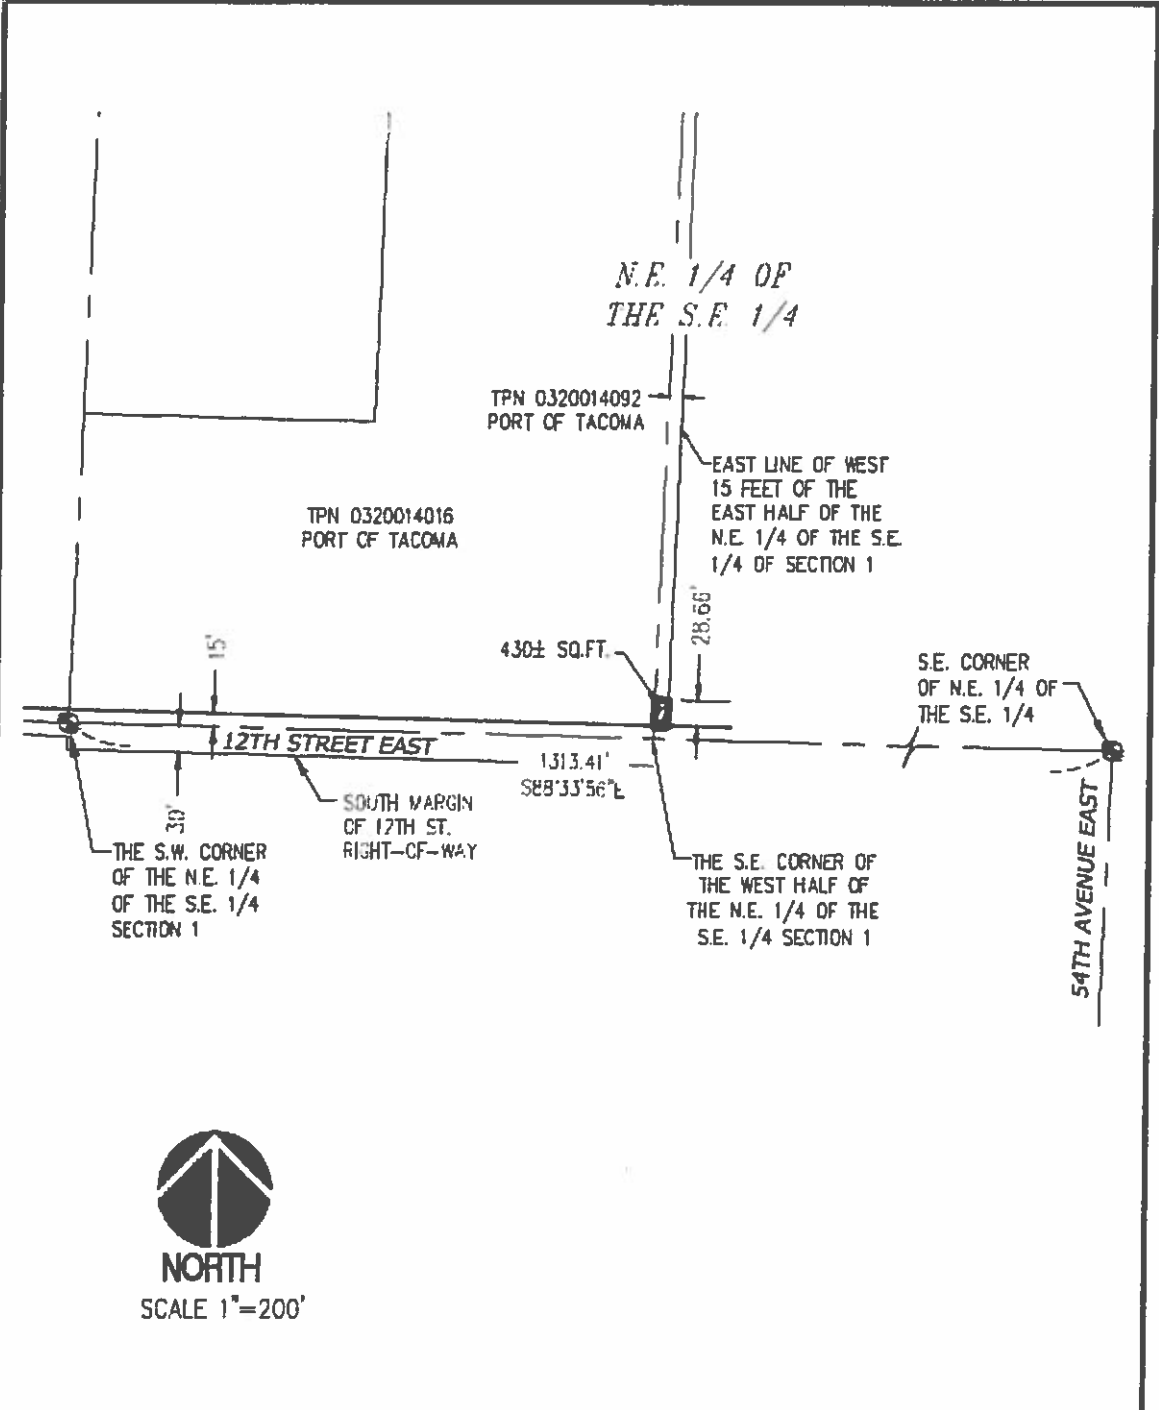 N.E. 1/4 OF
THE S.E. 1/4
TPN 0320014092
PORT OF TACOMA
EAST LINE OF WEST
15 FEET OF THE
EAST HALF OF THE
N.E. 1/4 OF THE S.E.
1/4 OF SECTION 1
TPN 0320014016
PORT OF TACOMA
15'
28.66'
430± SQ.FT.
S.E. CORNER
OF N.E. 1/4 OF
THE S.E. 1/4
12TH STREET EAST
1313.41'
S88°33'56"E
30'
SOUTH MARGIN
OF 12TH ST.
RIGHT-OF-WAY
THE S.W. CORNER
OF THE N.E. 1/4
OF THE S.E. 1/4
SECTION 1
THE S.E. CORNER OF
THE WEST HALF OF
THE N.E. 1/4 OF THE
S.E. 1/4 SECTION 1
54TH AVENUE EAST
NORTH
SCALE 1"=200'